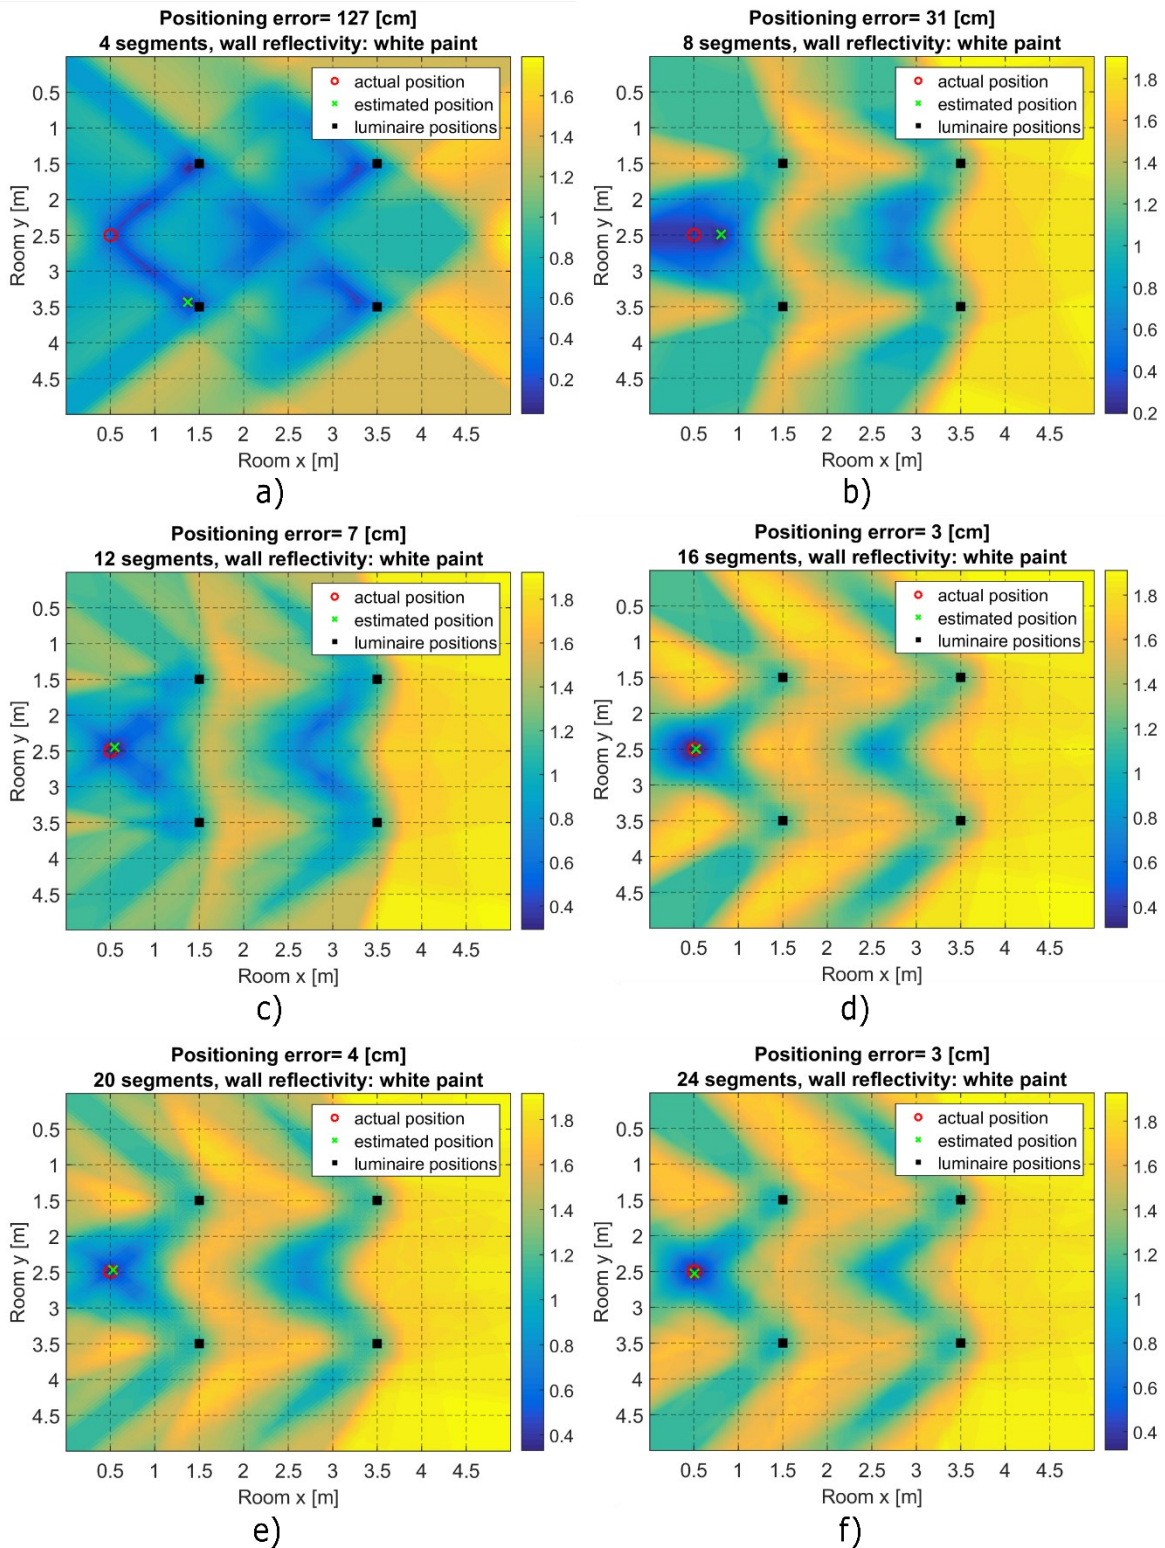 Positioning error= 127 [cm]
4 segments, wall reflectivity: white paint
actual position
estimated position
luminaire positions
0.5
1
1.5
2
2.5
3
3.5
4
4.5
Room y [m]
0.5 1 1.5 2 2.5 3 3.5 4 4.5
Room x [m]
1.6
1.4
1.2
1
0.8
0.6
0.4
0.2
a)
Positioning error= 31 [cm]
8 segments, wall reflectivity: white paint
actual position
estimated position
luminaire positions
0.5
1
1.5
2
2.5
3
3.5
4
4.5
Room y [m]
0.5 1 1.5 2 2.5 3 3.5 4 4.5
Room x [m]
1.8
1.6
1.4
1.2
1
0.8
0.6
0.4
0.2
b)
Positioning error= 7 [cm]
12 segments, wall reflectivity: white paint
actual position
estimated position
luminaire positions
0.5
1
1.5
2
2.5
3
3.5
4
4.5
Room y [m]
0.5 1 1.5 2 2.5 3 3.5 4 4.5
Room x [m]
1.8
1.6
1.4
1.2
1
0.8
0.6
0.4
c)
Positioning error= 3 [cm]
16 segments, wall reflectivity: white paint
actual position
estimated position
luminaire positions
0.5
1
1.5
2
2.5
3
3.5
4
4.5
Room y [m]
0.5 1 1.5 2 2.5 3 3.5 4 4.5
Room x [m]
1.8
1.6
1.4
1.2
1
0.8
0.6
0.4
d)
Positioning error= 4 [cm]
20 segments, wall reflectivity: white paint
actual position
estimated position
luminaire positions
0.5
1
1.5
2
2.5
3
3.5
4
4.5
Room y [m]
0.5 1 1.5 2 2.5 3 3.5 4 4.5
Room x [m]
1.8
1.6
1.4
1.2
1
0.8
0.6
0.4
e)
Positioning error= 3 [cm]
24 segments, wall reflectivity: white paint
actual position
estimated position
luminaire positions
0.5
1
1.5
2
2.5
3
3.5
4
4.5
Room y [m]
0.5 1 1.5 2 2.5 3 3.5 4 4.5
Room x [m]
1.8
1.6
1.4
1.2
1
0.8
0.6
0.4
f)